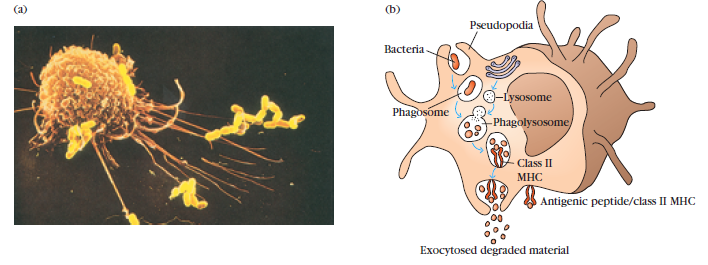 (a)
(b)
Pseudopodia
Bacteria
Lysosome
Phagosome
Phagolysosome
Class II
MHC
Antigenic peptide/class II MHC
Exocytosed degraded material